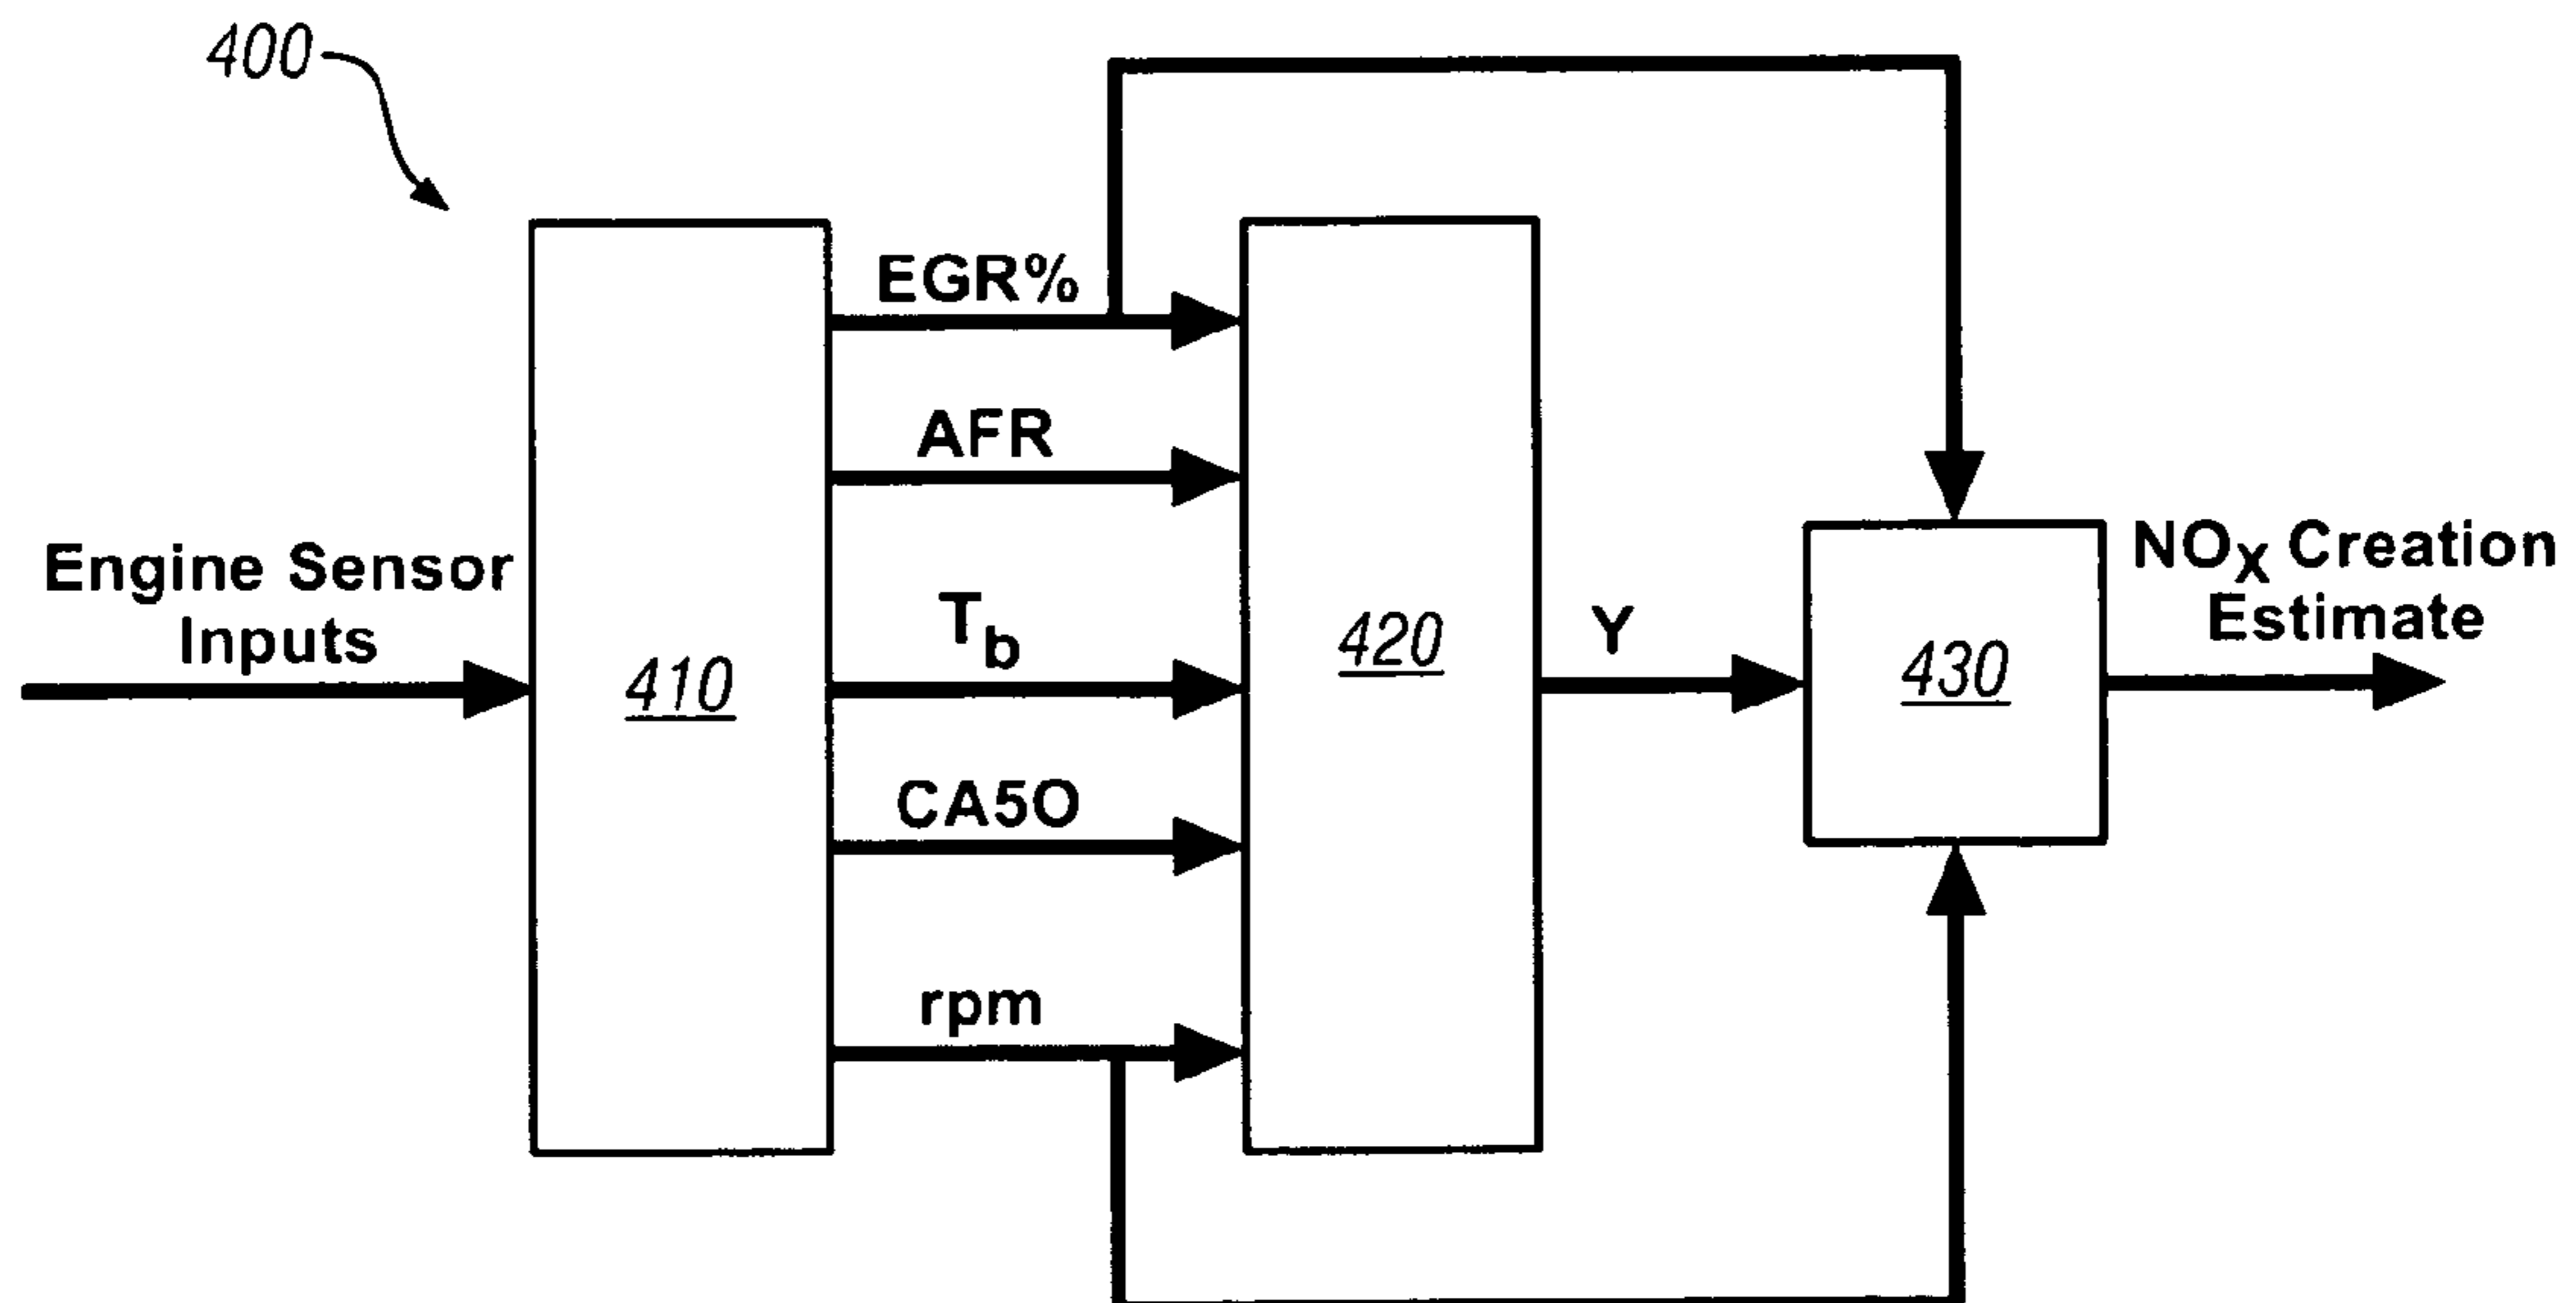 400
EGR%
AFR
Engine Sensor
Inputs
Tb
CA50
rpm
410
420
Y
430
NOX Creation
Estimate